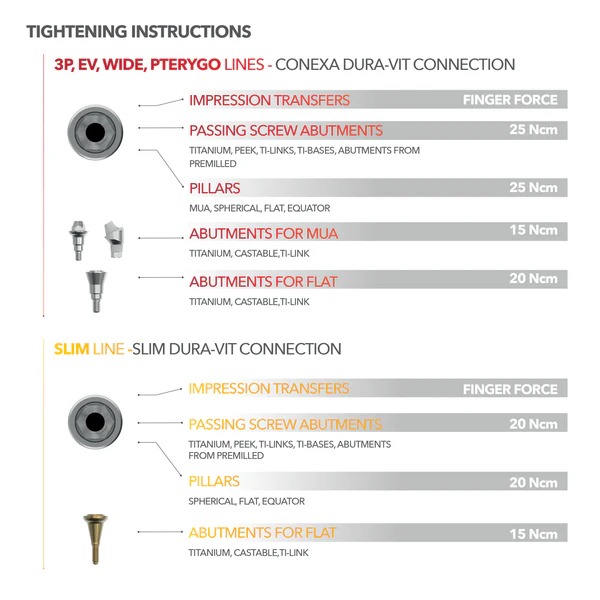 TIGHTENING INSTRUCTIONS
3P, EV, WIDE, PTERYGO LINES - CONEXA DURA-VIT CONNECTION
IMPRESSION TRANSFERS FINGER FORCE
PASSING SCREW ABUTMENTS 25 Ncm
TITANIUM, PEEK, TI-LINKS, TI-BASES, ABUTMENTS FROM
PREMILLED
PILLARS 25 Ncm
MUA, SPHERICAL, FLAT, EQUATOR
ABUTMENTS FOR MUA 15 Ncm
TITANIUM, CASTABLE,TI-LINK
ABUTMENTS FOR FLAT 20 Ncm
TITANIUM, CASTABLE,TI-LINK
SLIM LINE -SLIM DURA-VIT CONNECTION
IMPRESSION TRANSFERS FINGER FORCE
PASSING SCREW ABUTMENTS 20 Ncm
TITANIUM, PEEK, TI-LINKS, TI-BASES, ABUTMENTS
FROM PREMILLED
PILLARS 20 Ncm
SPHERICAL, FLAT, EQUATOR
ABUTMENTS FOR FLAT 15 Ncm
TITANIUM, CASTABLE,TI-LINK